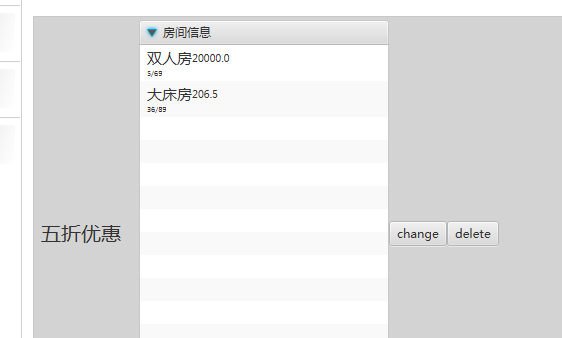 房间信息
双人房20000.0
5/69
大床房206.5
36/89
五折优惠
change delete